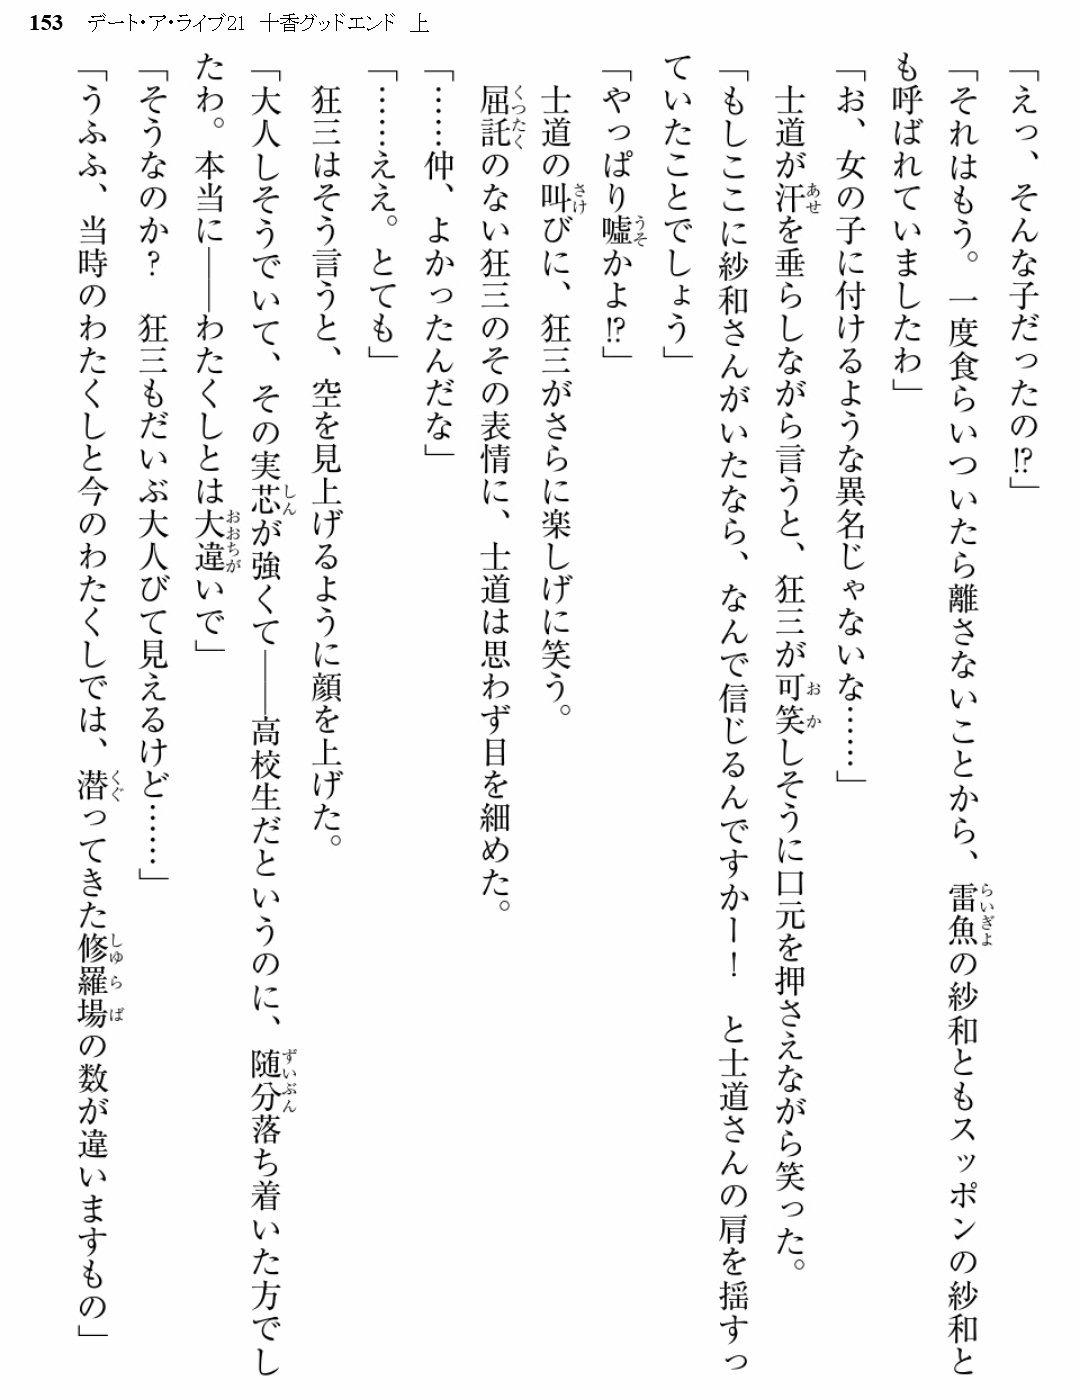 153 デート・ア・ライブ21 十香グッドエンド 上
「えっ、そんな子だったの⁉」
「それはもう。一度食らいついたら離さないことから、雷魚の紗和ともスッポンの紗和と
も呼ばれていましたわ」
「お、女の子に付けるような異名じゃないな……」
士道が汗を垂らしながら言うと、狂三が可笑しそうに口元を押さえながら笑った。
「もしここに紗和さんがいたなら、なんで信じるんですかー！　と士道さんの肩を揺すっ
ていたことでしょう」
「やっぱり嘘かよ⁉」
士道の叫びに、狂三がさらに楽しげに笑う。
屈託のない狂三のその表情に、士道は思わず目を細めた。
「……仲、よかったんだな」
「……ええ。とても」
狂三はそう言うと、空を見上げるように顔を上げた。
「大人しそうでいて、その実芯が強くて――高校生だというのに、随分落ち着いた方でし
たわ。本当に――わたくしとは大違いで」
「そうなのか？　狂三もだいぶ大人びて見えるけど……」
「うふふ、当時のわたくしと今のわたくしでは、潜ってきた修羅場の数が違いますもの」